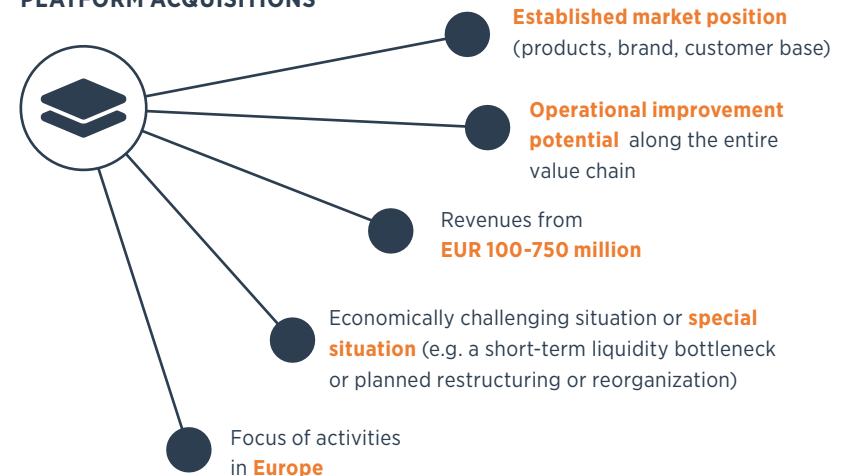 PLATFORM ACQUISITIONS
Established market position
(products, brand, customer base)
Operational improvement
potential along the entire
value chain
Revenues from
EUR 100-750 million
Economically challenging situation or special
situation (e.g. a short-term liquidity bottleneck
or planned restructuring or reorganization)
Focus of activities
in Europe